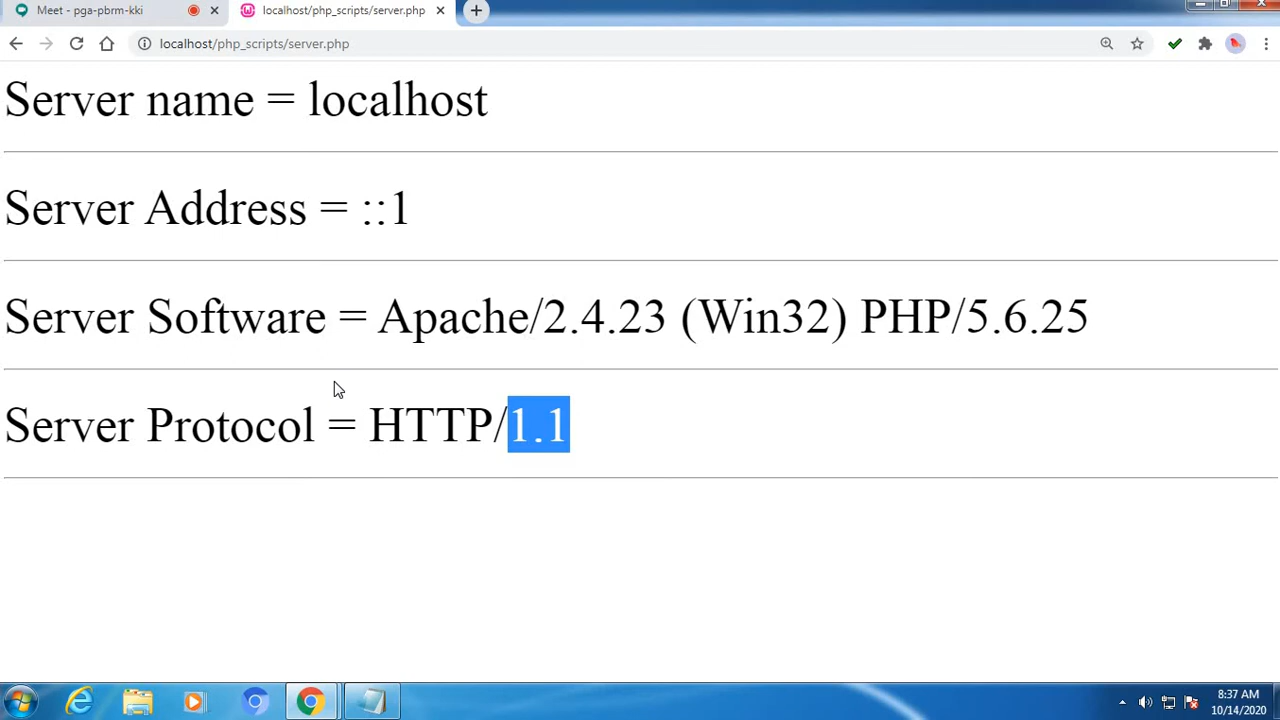 Meet - pga-pbrm-kki
localhost/php_scripts/server.php
localhost/php_scripts/server.php
Server name = localhost
Server Address = ::1
Server Software = Apache/2.4.23 (Win32) PHP/5.6.25
Server Protocol = HTTP/1.1
8:37 AM
10/14/2020